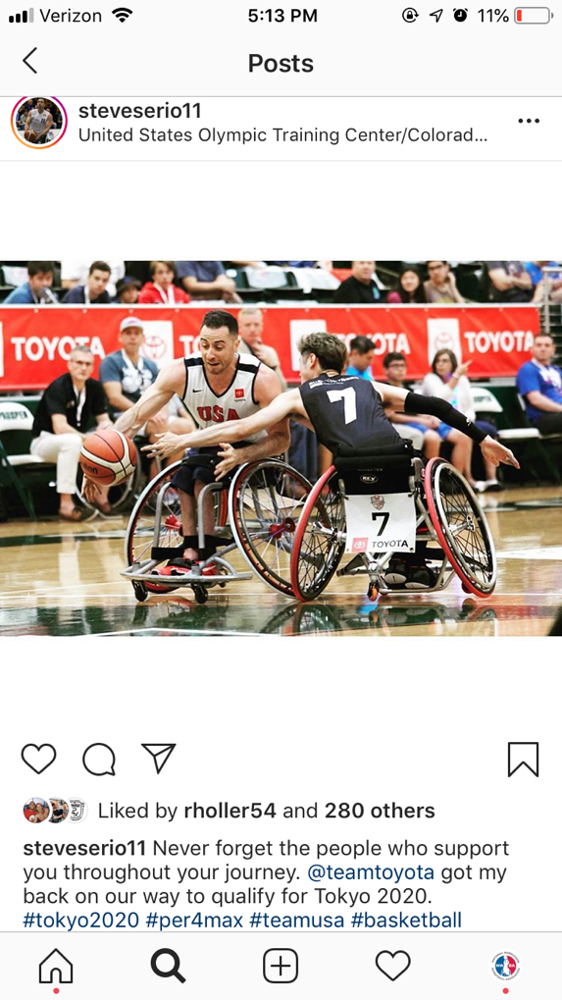 Verizon 5:13 PM 11%
Posts
steveserio11
United States Olympic Training Center/Colorad...
TOYOTA TOYOTA TOYOTA
USA
7
7
TOYOTA
Liked by rholler54 and 280 others
steveserio11 Never forget the people who support
you throughout your journey. @teamtoyota got my
back on our way to qualify for Tokyo 2020.
#tokyo2020 #per4max #teamusa #basketball